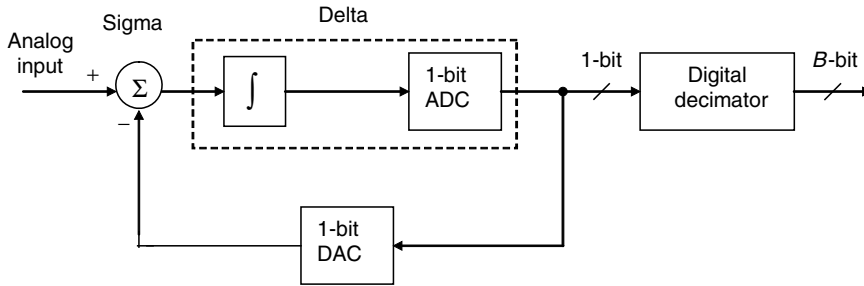 Delta
Sigma
Analog
input
+
Σ
−
∫
1-bit
ADC
1-bit
Digital
decimator
B-bit
1-bit
DAC